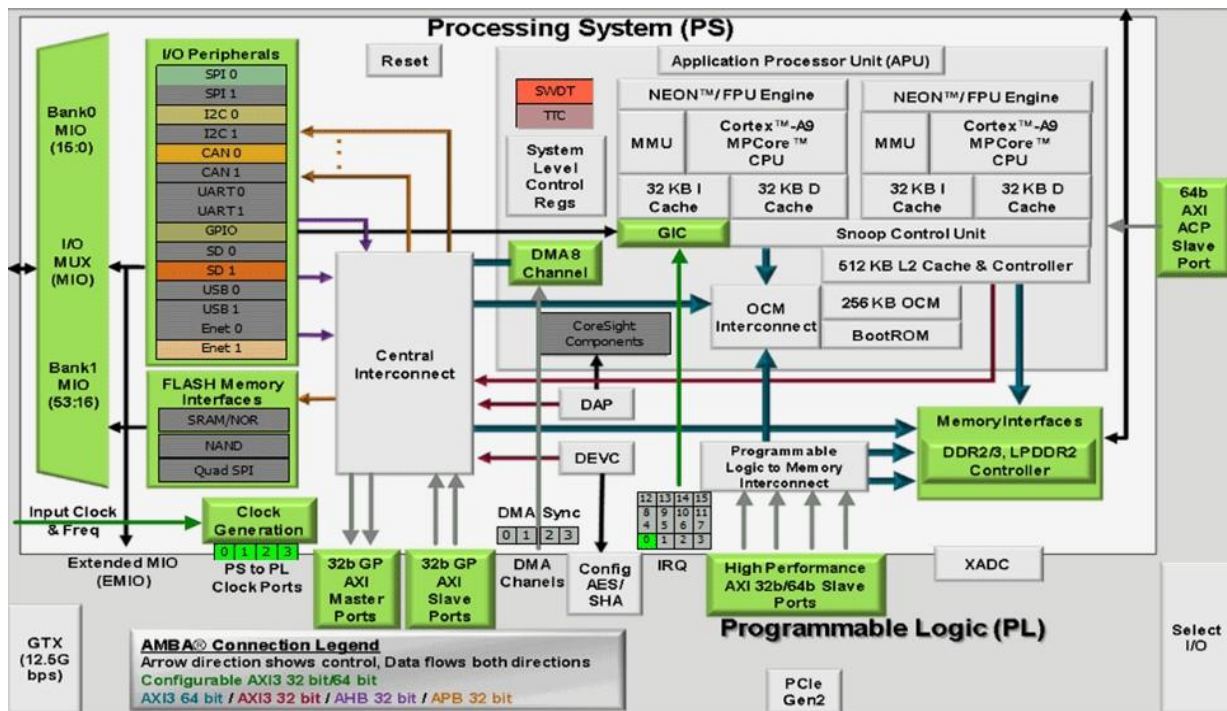 Processing System (PS)
I/O Peripherals
SPI 0
SPI 1
I2C 0
I2C 1
CAN 0
CAN 1
UART 0
UART 1
GPIO
SD 0
SD 1
USB 0
USB 1
Enet 0
Enet 1
Bank0
MIO
(15:0)
I/O
MUX
(MIO)
Bank1
MIO
(53:16)
FLASH Memory
Interfaces
SRAM/NOR
NAND
Quad SPI
Reset
Application Processor Unit (APU)
SWDT
TTC
System
Level
Control
Regs
NEON™/ FPU Engine
MMU
Cortex™-A9
MPCore™
CPU
32 KB I
Cache
32 KB D
Cache
NEON™/ FPU Engine
MMU
Cortex™-A9
MPCore™
CPU
32 KB I
Cache
32 KB D
Cache
GIC
Snoop Control Unit
DMA 8
Channel
512 KB L2 Cache & Controller
OCM
Interconnect
256 KB OCM
BootROM
CoreSight
Components
Central
Interconnect
DAP
DEVC
Programmable
Logic to Memory
Interconnect
Memory Interfaces
DDR2/3, LPDDR2
Controller
64b
AXI
ACP
Slave
Port
Input Clock
& Freq
Clock
Generation
0 1 2 3
PS to PL
Clock Ports
Extended MIO
(EMIO)
32b GP
AXI
Master
Ports
32b GP
AXI
Slave
Ports
DMA Sync
0 1 2 3
DMA
Chanels
Config
AES/
SHA
12 13 14 15
8 9 10 11
4 5 6 7
0 1 2 3
IRQ
High Performance
AXI 32b/64b Slave
Ports
XADC
Programmable Logic (PL)
GTX
(12.5G
bps)
AMBA® Connection Legend
Arrow direction shows control, Data flows both directions
Configurable AXI3 32 bit/64 bit
AXI3 64 bit / AXI3 32 bit / AHB 32 bit / APB 32 bit
PCIe
Gen2
Select
I/O